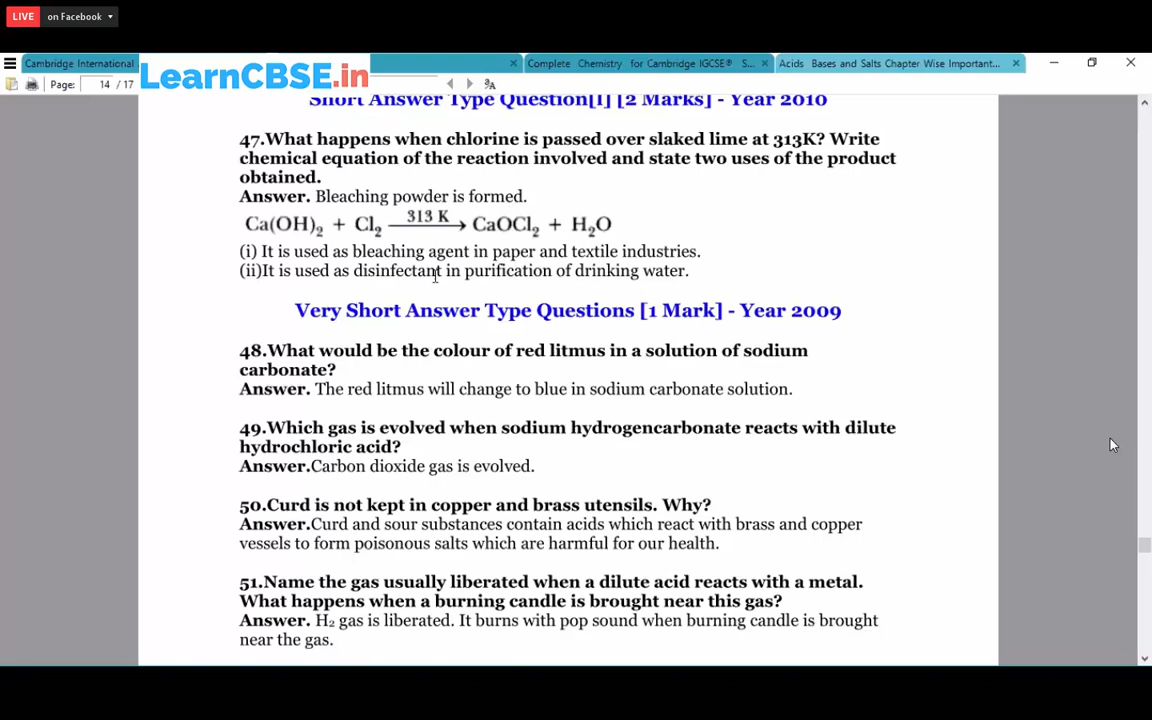 LIVE on Facebook
Cambridge International
Complete Chemistry for Cambridge IGCSE® S...
Acids Bases and Salts Chapter Wise Important...
LearnCBSE.in
Page: 14 / 17
Short Answer Type Question[I] [2 Marks] - Year 2010
47.What happens when chlorine is passed over slaked lime at 313K? Write
chemical equation of the reaction involved and state two uses of the product
obtained.
Answer. Bleaching powder is formed.
Ca(OH)₂ + Cl₂ —313 K→ CaOCl₂ + H₂O
(i) It is used as bleaching agent in paper and textile industries.
(ii)It is used as disinfectant in purification of drinking water.
Very Short Answer Type Questions [1 Mark] - Year 2009
48.What would be the colour of red litmus in a solution of sodium
carbonate?
Answer. The red litmus will change to blue in sodium carbonate solution.
49.Which gas is evolved when sodium hydrogencarbonate reacts with dilute
hydrochloric acid?
Answer.Carbon dioxide gas is evolved.
50.Curd is not kept in copper and brass utensils. Why?
Answer.Curd and sour substances contain acids which react with brass and copper
vessels to form poisonous salts which are harmful for our health.
51.Name the gas usually liberated when a dilute acid reacts with a metal.
What happens when a burning candle is brought near this gas?
Answer. H₂ gas is liberated. It burns with pop sound when burning candle is brought
near the gas.